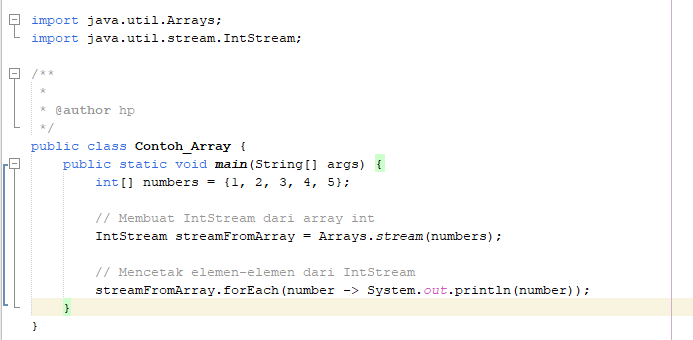 import java.util.Arrays;
import java.util.stream.IntStream;
/**
 *
 * @author hp
 */
public class Contoh_Array {
    public static void main(String[] args) {
        int[] numbers = {1, 2, 3, 4, 5};
        // Membuat IntStream dari array int
        IntStream streamFromArray = Arrays.stream(numbers);
        // Mencetak elemen-elemen dari IntStream
        streamFromArray.forEach(number -> System.out.println(number));
    }
}